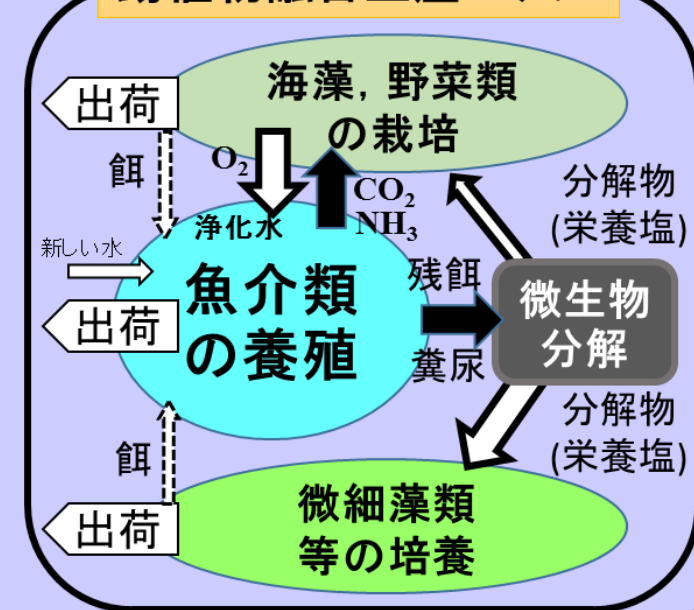 海藻，野菜類
の栽培
出荷
餌
O₂
CO₂
NH₃
分解物
(栄養塩)
新しい水
浄化水
魚介類
の養殖
出荷
残餌
糞尿
微生物
分解
分解物
(栄養塩)
餌
出荷
微細藻類
等の培養